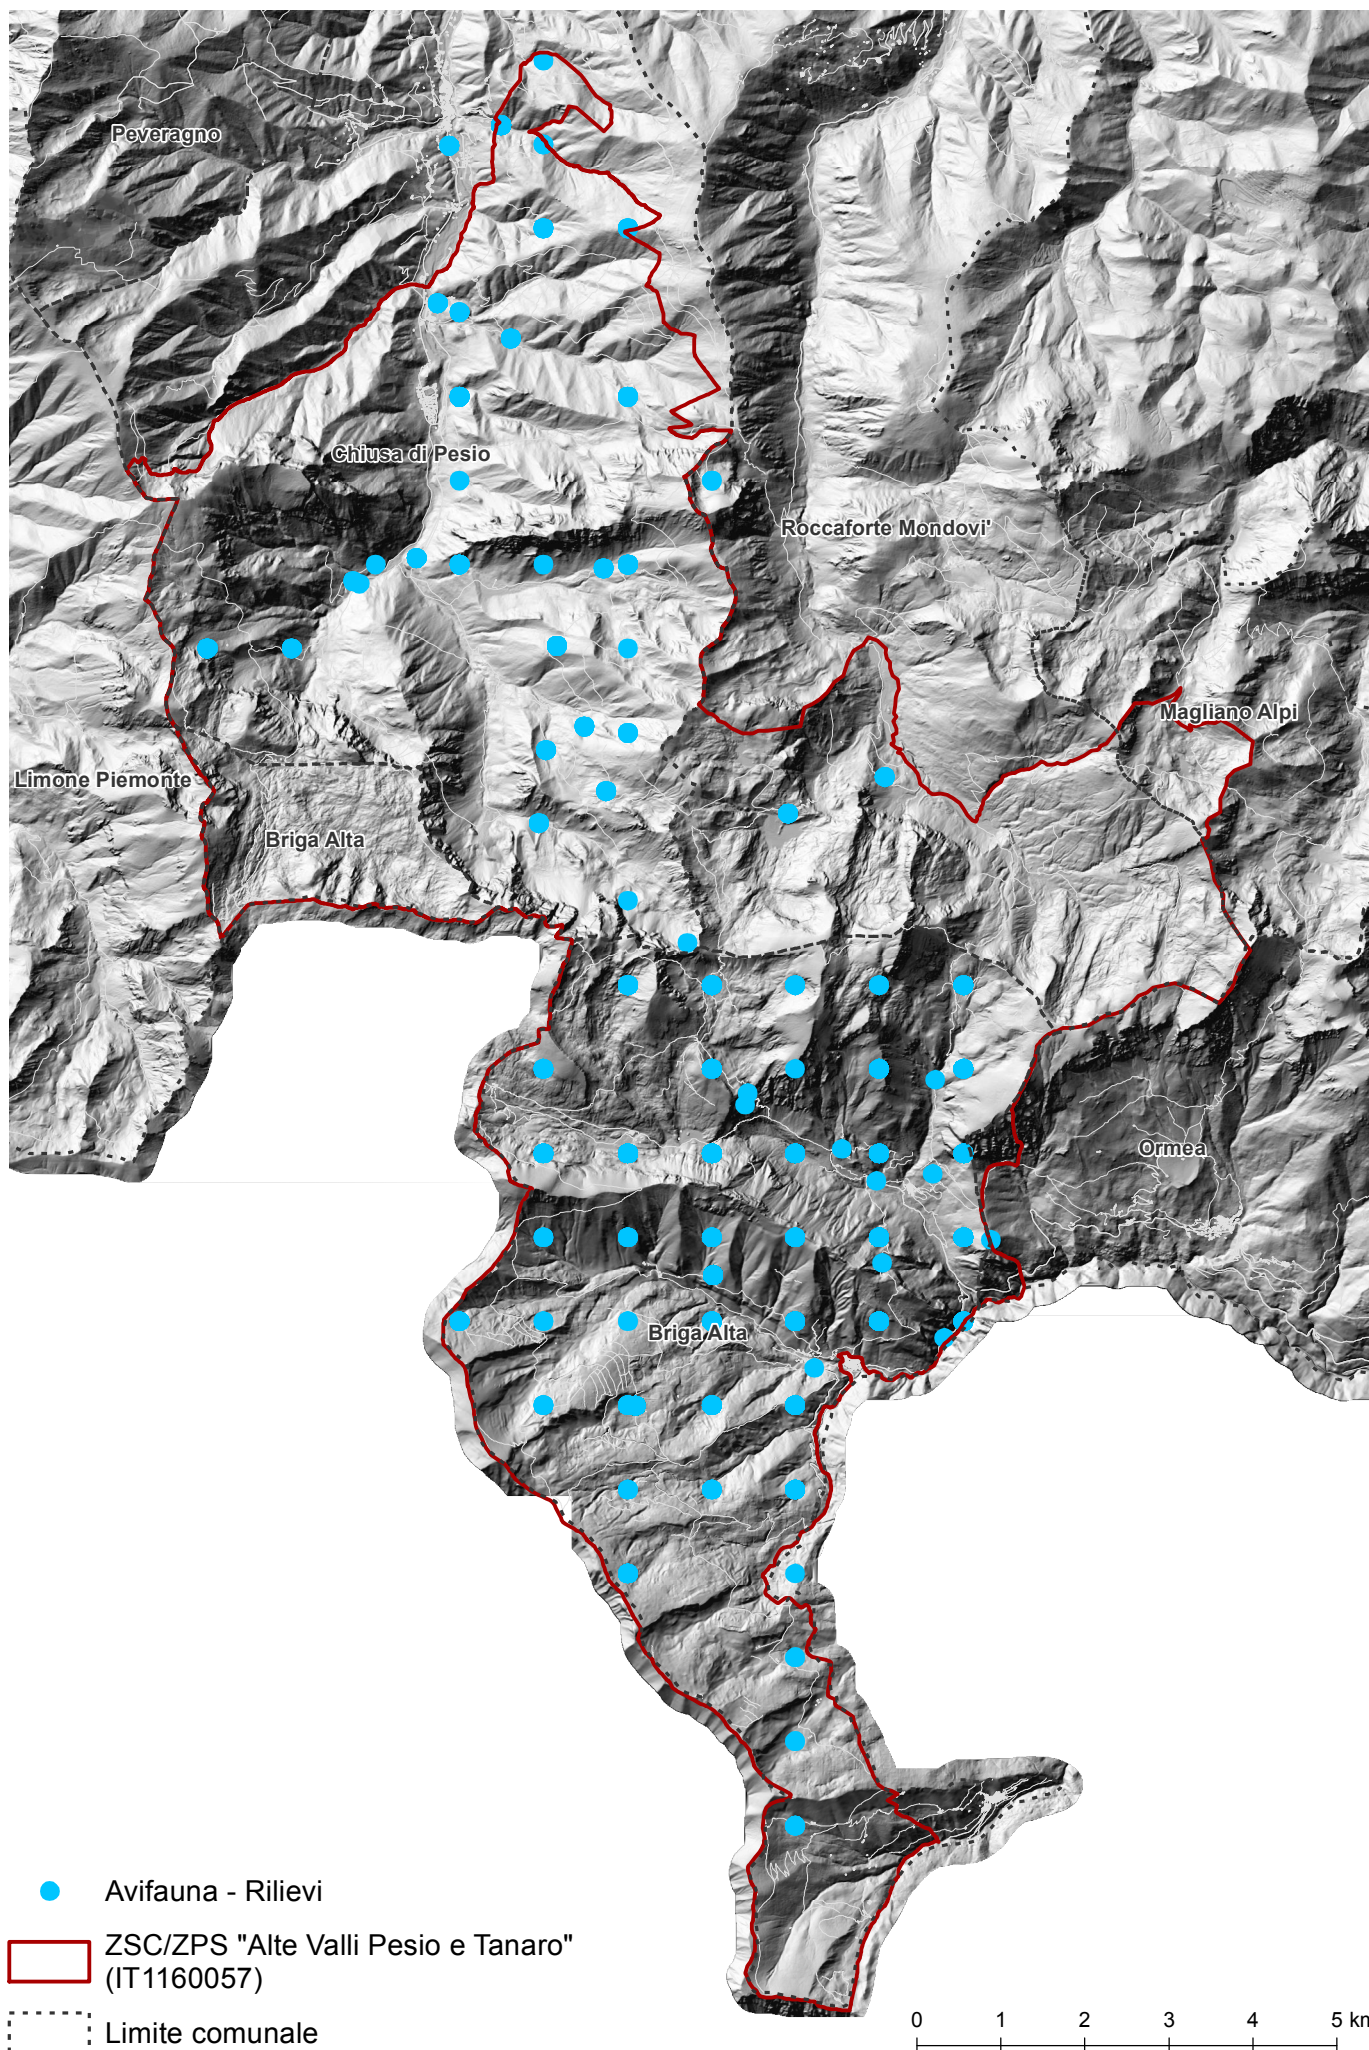 Peveragno
Chiusa di Pesio
Roccaforte Mondovi'
Magliano Alpi
Limone Piemonte
Briga Alta
Ormea
Briga Alta
Avifauna - Rilievi
ZSC/ZPS "Alte Valli Pesio e Tanaro"
(IT1160057)
Limite comunale
0 1 2 3 4 5 km